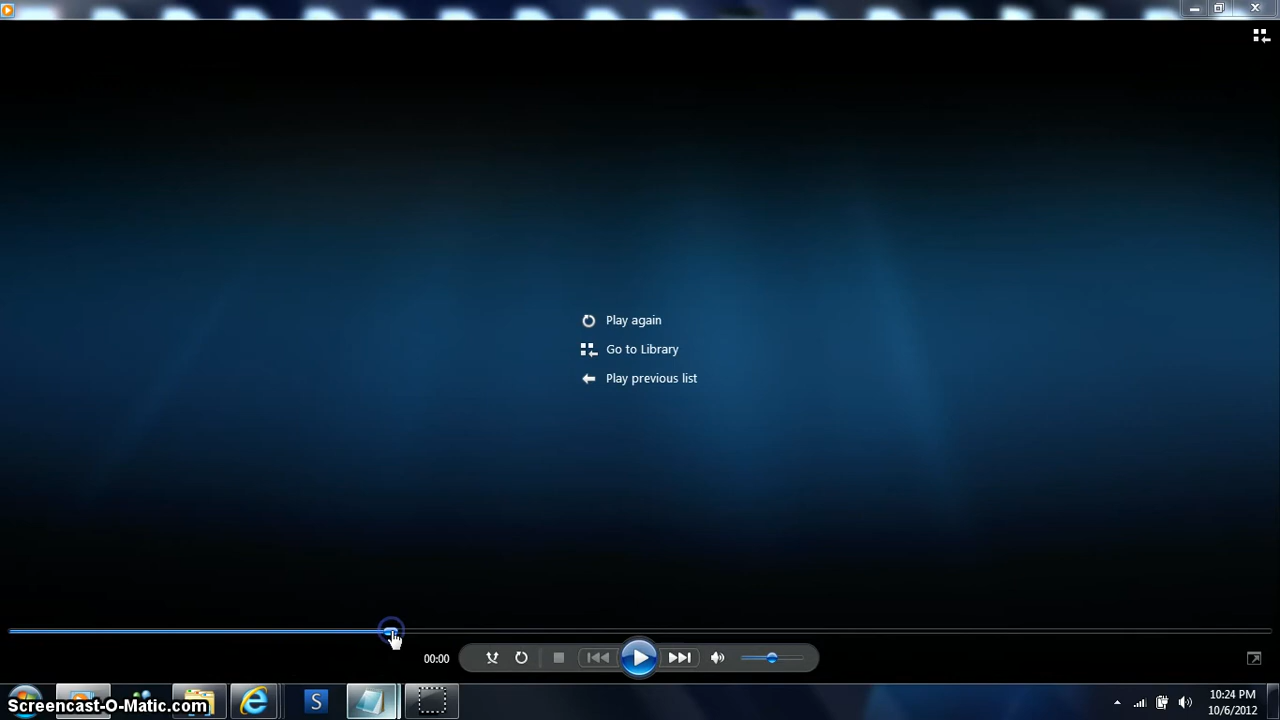 Play again
Go to Library
Play previous list
00:00
S
Screencast-O-Matic.com
10:24 PM
10/6/2012